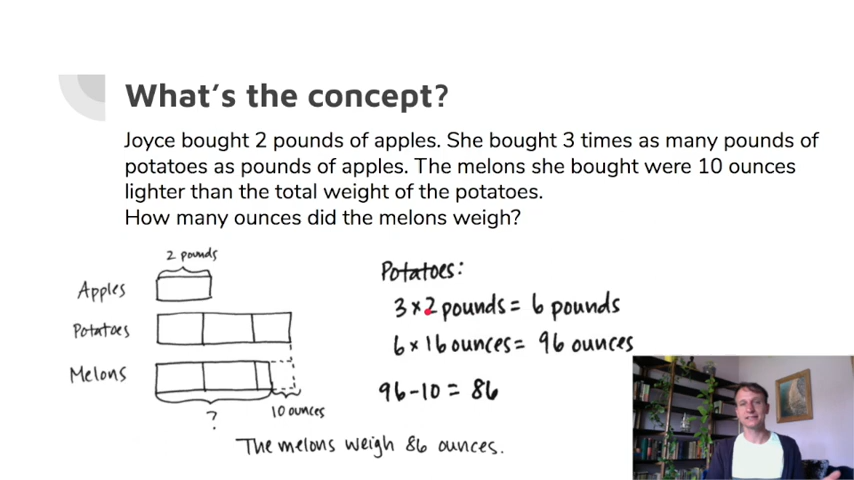 What's the concept?
Joyce bought 2 pounds of apples. She bought 3 times as many pounds of
potatoes as pounds of apples. The melons she bought were 10 ounces
lighter than the total weight of the potatoes.
How many ounces did the melons weigh?
2 pounds
Apples
Potatoes
Melons
?
10 ounces
Potatoes:
3 × 2 pounds = 6 pounds
6 × 16 ounces = 96 ounces
96 - 10 = 86
The melons weigh 86 ounces.